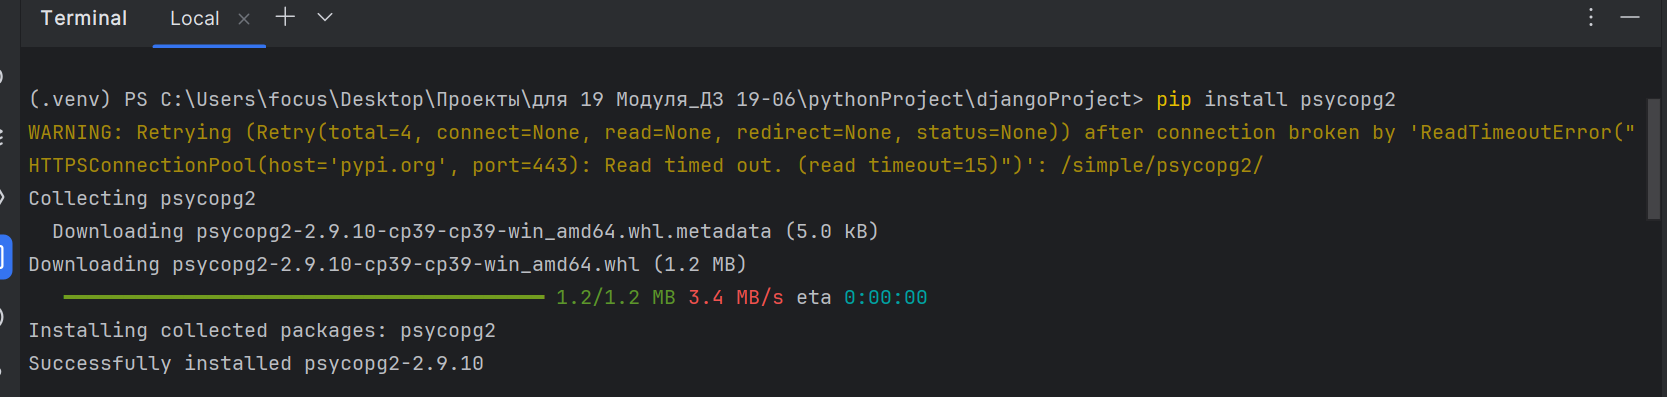 Terminal Local
(.venv) PS C:\Users\focus\Desktop\Проекты\для 19 Модуля_ДЗ 19-06\pythonProject\djangoProject> pip install psycopg2
WARNING: Retrying (Retry(total=4, connect=None, read=None, redirect=None, status=None)) after connection broken by 'ReadTimeoutError("
HTTPSConnectionPool(host='pypi.org', port=443): Read timed out. (read timeout=15)")': /simple/psycopg2/
Collecting psycopg2
  Downloading psycopg2-2.9.10-cp39-cp39-win_amd64.whl.metadata (5.0 kB)
Downloading psycopg2-2.9.10-cp39-cp39-win_amd64.whl (1.2 MB)
1.2/1.2 MB 3.4 MB/s eta 0:00:00
Installing collected packages: psycopg2
Successfully installed psycopg2-2.9.10